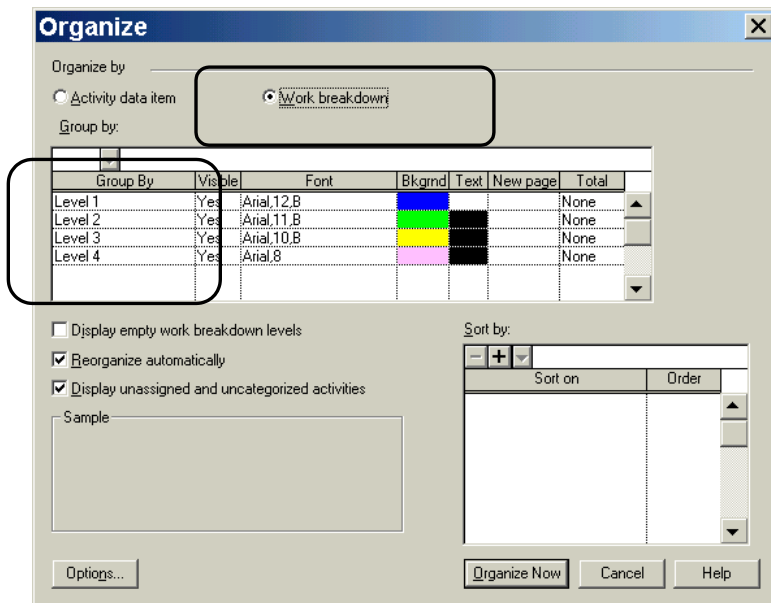 Organize
Organize by
Activity data item Work breakdown
Group by:
Group By Visible Font Bkgrnd Text New page Total
Level 1 Yes Arial,12,B None
Level 2 Yes Arial,11,B None
Level 3 Yes Arial,10,B None
Level 4 Yes Arial,8 None
Display empty work breakdown levels
Reorganize automatically
Display unassigned and uncategorized activities
Sample
Sort by:
Sort on Order
Options... Organize Now Cancel Help